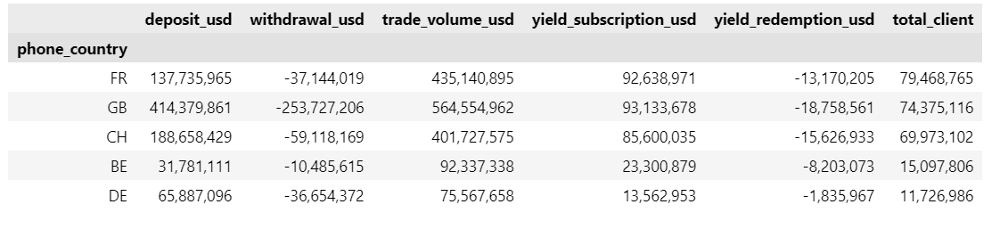 deposit_usd withdrawal_usd trade_volume_usd yield_subscription_usd yield_redemption_usd total_client
phone_country
FR 137,735,965 -37,144,019 435,140,895 92,638,971 -13,170,205 79,468,765
GB 414,379,861 -253,727,206 564,554,962 93,133,678 -18,758,561 74,375,116
CH 188,658,429 -59,118,169 401,727,575 85,600,035 -15,626,933 69,973,102
BE 31,781,111 -10,485,615 92,337,338 23,300,879 -8,203,073 15,097,806
DE 65,887,096 -36,654,372 75,567,658 13,562,953 -1,835,967 11,726,986